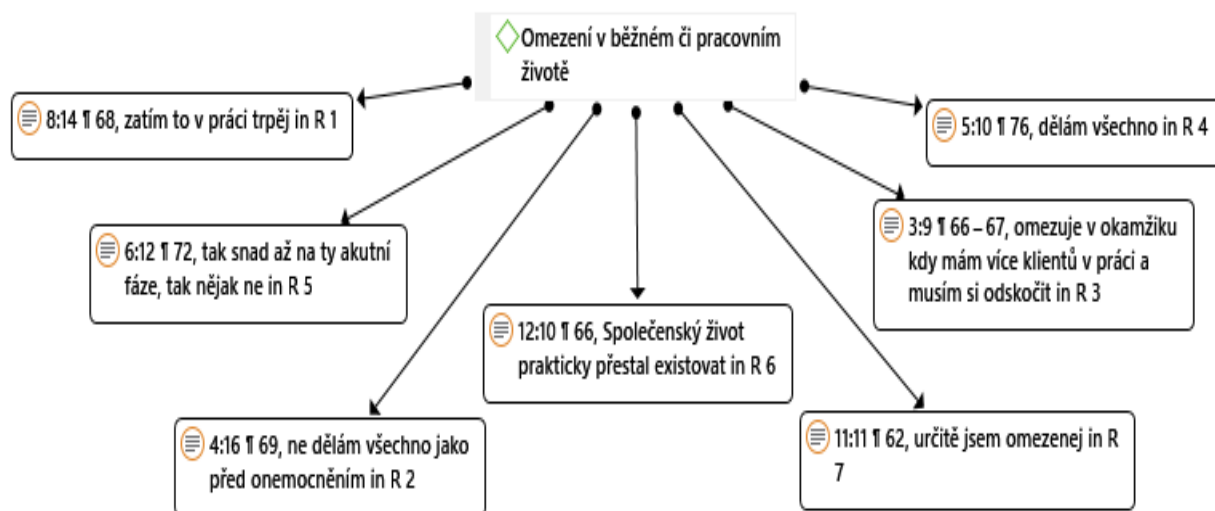 Omezení v běžném či pracovním
životě
8:14 ¶ 68, zatím to v práci trpěj in R 1
5:10 ¶ 76, dělám všechno in R 4
6:12 ¶ 72, tak snad až na ty akutní
fáze, tak nějak ne in R 5
3:9 ¶ 66 – 67, omezuje v okamžiku
kdy mám více klientů v práci a
musím si odskočit in R 3
12:10 ¶ 66, Společenský život
prakticky přestal existovat in R 6
4:16 ¶ 69, ne dělám všechno jako
před onemocněním in R 2
11:11 ¶ 62, určitě jsem omezenej in R
7